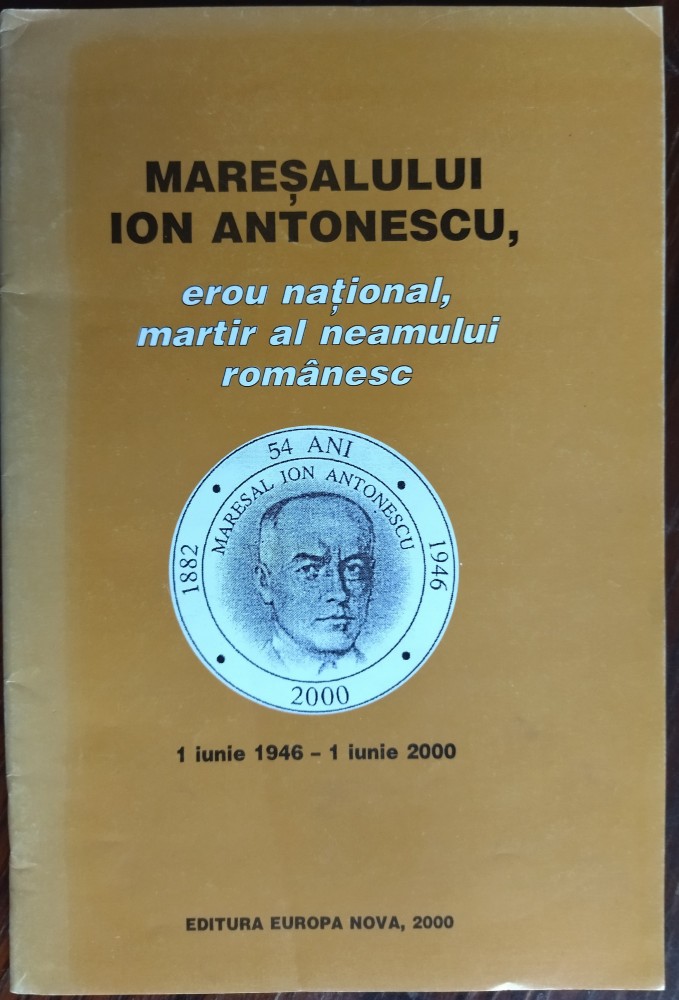 MAREȘALULUI
ION ANTONESCU,
erou național,
martir al neamului
românesc
54 ANI
MAREȘAL ION ANTONESCU
1882
1946
2000
1 iunie 1946 – 1 iunie 2000
EDITURA EUROPA NOVA, 2000